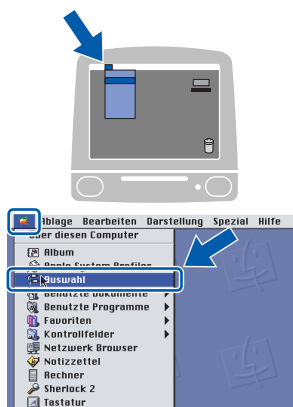 Ablage Bearbeiten Darstellung Spezial Hilfe
Über diesen Computer
Album
Apple System Profiler
Auswahl
Benutzte Dokumente
Benutzte Programme
Favoriten
Kontrollfelder
Netzwerk Browser
Notizzettel
Rechner
Sherlock 2
Tastatur